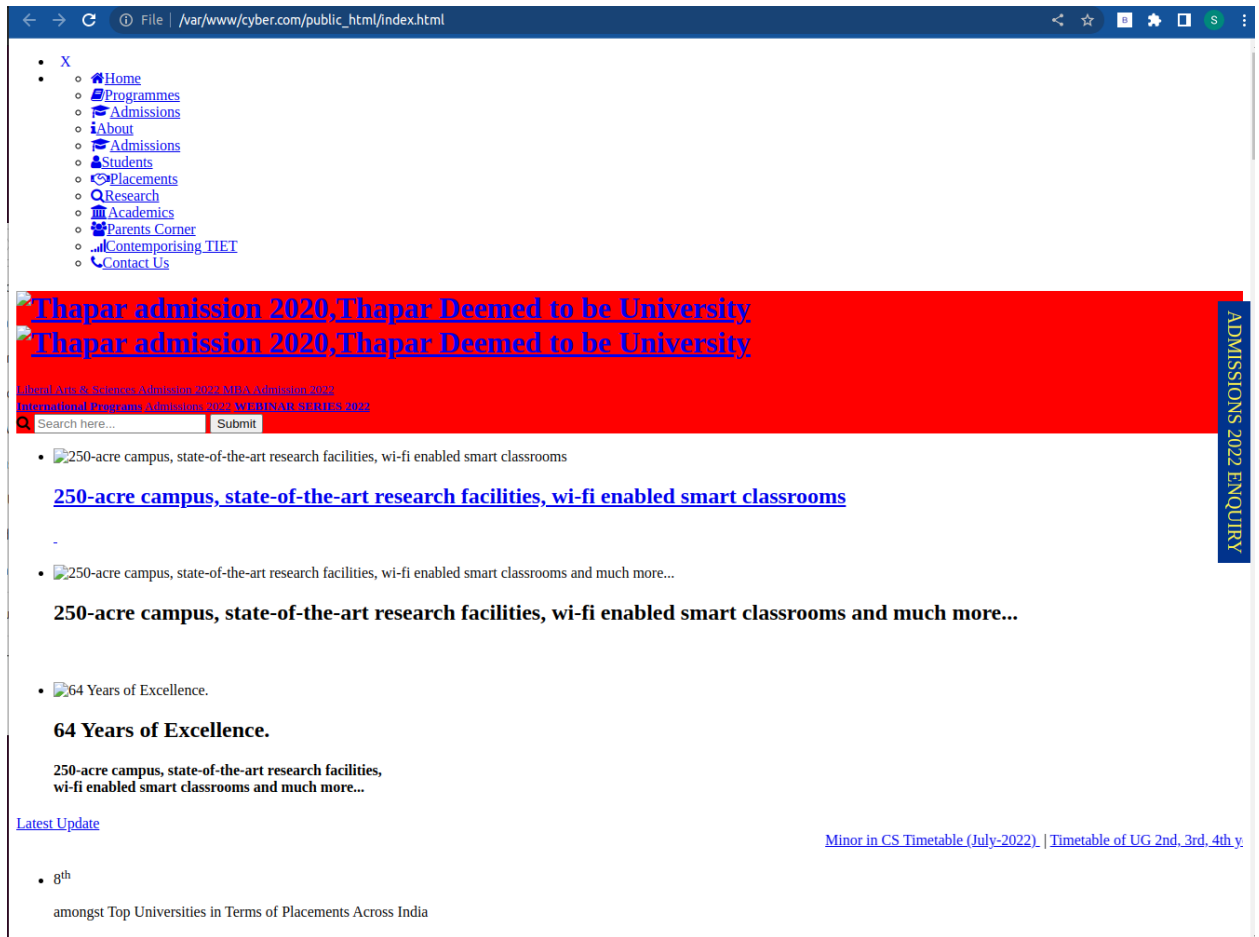 File | /var/www/cyber.com/public_html/index.html
B
S
X
Home
Programmes
Admissions
About
Admissions
Students
Placements
Research
Academics
Parents Corner
Contemporising TIET
Contact Us
Thapar admission 2020,Thapar Deemed to be University
Thapar admission 2020,Thapar Deemed to be University
Liberal Arts & Sciences Admission 2022 MBA Admission 2022
International Programs Admissions 2022 WEBINAR SERIES 2022
Search here... Submit
ADMISSIONS 2022 ENQUIRY
250-acre campus, state-of-the-art research facilities, wi-fi enabled smart classrooms
250-acre campus, state-of-the-art research facilities, wi-fi enabled smart classrooms
250-acre campus, state-of-the-art research facilities, wi-fi enabled smart classrooms and much more...
250-acre campus, state-of-the-art research facilities, wi-fi enabled smart classrooms and much more...
64 Years of Excellence.
64 Years of Excellence.
250-acre campus, state-of-the-art research facilities,
wi-fi enabled smart classrooms and much more...
Latest Update
Minor in CS Timetable (July-2022) | Timetable of UG 2nd, 3rd, 4th y
8th
amongst Top Universities in Terms of Placements Across India